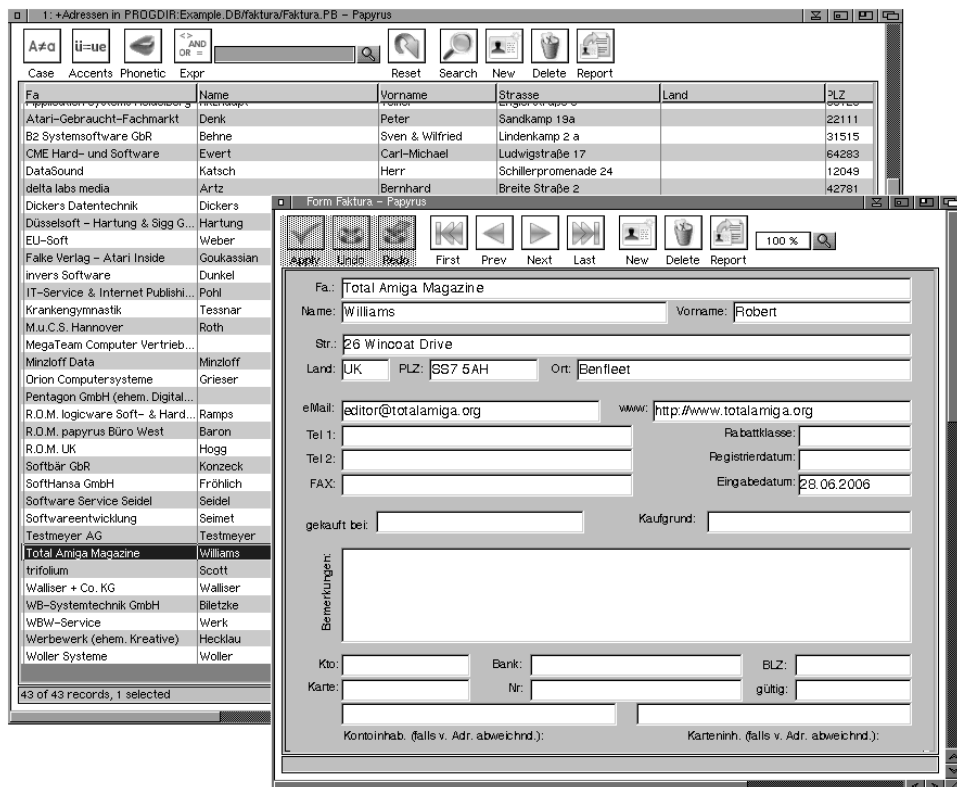 1: +Adressen in PROGDIR:Example.DB/faktura/Faktura.PB – Papyrus
A≠a ü=ue <> AND OR =
Case Accents Phonetic Expr Reset Search New Delete Report
Fa Name Vorname Strasse Land PLZ
Atari-Gebraucht-Fachmarkt Denk Peter Sandkamp 19a 22111
B2 Systemsoftware GbR Behne Sven & Wilfried Lindenkamp 2 a 31515
CME Hard- und Software Ewert Carl-Michael Ludwigstraße 17 64283
DataSound Katsch Herr Schillerpromenade 24 12049
delta labs media Artz Bernhard Breite Straße 2 42781
Dickers Datentechnik Dickers
Düsselsoft - Hartung & Sigg G... Hartung
EU-Soft Weber
Falke Verlag - Atari Inside Goukassian
invers Software Dunkel
IT-Service & Internet Publishi... Pohl
Krankengymnastik Tessnar
M.u.C.S. Hannover Roth
MegaTeam Computer Vertrieb...
Minzloff Data Minzloff
Orion Computersysteme Grieser
Pentagon GmbH (ehem. Digital...
R.O.M. logicware Soft- & Hard... Ramps
R.O.M. papyrus Büro West Baron
R.O.M. UK Hogg
Softbär GbR Konzeck
SoftHansa GmbH Fröhlich
Software Service Seidel Seidel
Softwareentwicklung Seimet
Testmeyer AG Testmeyer
Total Amiga Magazine Williams
trifolium Scott
Walliser + Co. KG Walliser
WB-Systemtechnik GmbH Biletzke
WBW-Service Werk
Werbewerk (ehem. Kreative) Hecklau
Woller Systeme Woller
43 of 43 records, 1 selected
Form Faktura – Papyrus
Apply Undo Redo First Prev Next Last New Delete Report 100 %
Fa.: Total Amiga Magazine
Name: Williams Vorname: Robert
Str.: 26 Wincoat Drive
Land: UK PLZ: SS7 5AH Ort: Benfleet
eMail: editor@totalamiga.org www: http://www.totalamiga.org
Tel 1: Rabattklasse:
Tel 2: Registrierdatum:
FAX: Eingabedatum: 28.06.2006
gekauft bei: Kaufgrund:
Bemerkungen:
Kto: Bank: BLZ:
Karte: Nr: gültig:
Kontoinhab. (falls v. Adr. abweichnd.): Karteninh. (falls v. Adr. abweichnd.):